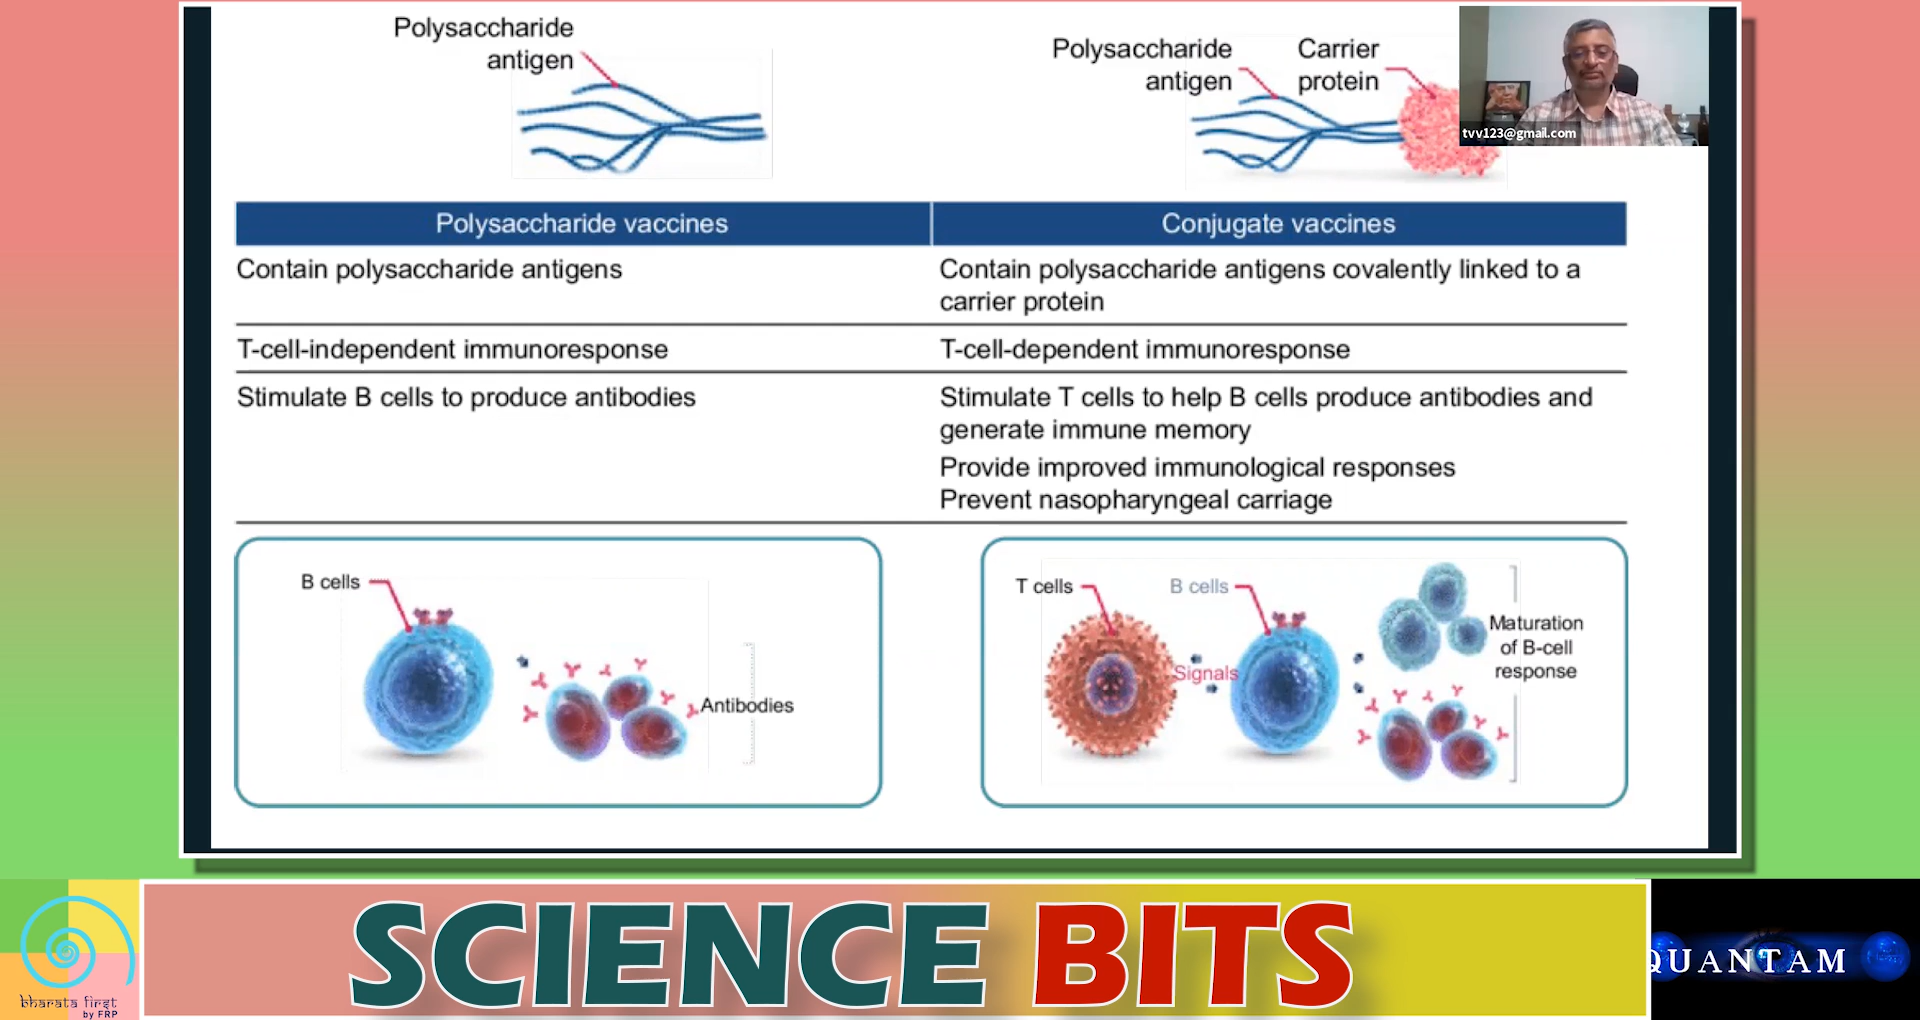 Polysaccharide
antigen
Polysaccharide
antigen
Carrier
protein
tvv123@gmail.com
Polysaccharide vaccines
Conjugate vaccines
Contain polysaccharide antigens
Contain polysaccharide antigens covalently linked to a
carrier protein
T-cell-independent immunoresponse
T-cell-dependent immunoresponse
Stimulate B cells to produce antibodies
Stimulate T cells to help B cells produce antibodies and
generate immune memory
Provide improved immunological responses
Prevent nasopharyngeal carriage
B cells
Antibodies
T cells
B cells
Signals
Maturation
of B-cell
response
SCIENCE BITS
bharata first
by FRP
QUANTAM